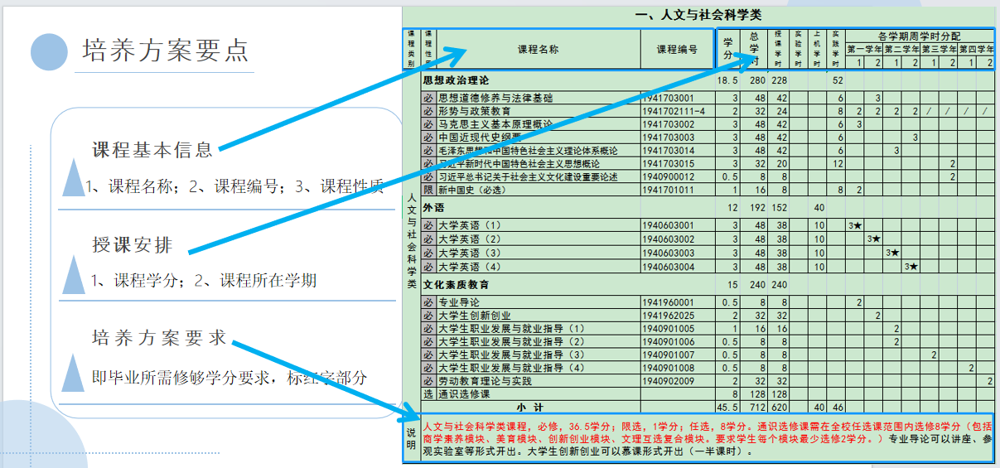 培养方案要点
课程基本信息
1、课程名称；2、课程编号；3、课程性质
授课安排
1、课程学分；2、课程所在学期
培养方案要求
即毕业所需修够学分要求，标红字部分
一、人文与社会科学类
课程类别 课程性质 课程名称 课程编号 学分 总学时 授课学时 实验学时 上机学时 实践学时 各学期周学时分配
第一学年 第二学年 第三学年 第四学年
1 2 1 2 1 2 1 2
人文与社会科学类
思想政治理论 18.5 280 228 52
必 思想道德修养与法律基础 1941703001 3 48 42 6 3
必 形势与政策教育 1941702111-4 2 32 24 8 2 2 2 2 / / / /
必 马克思主义基本原理概论 1941703002 3 48 42 6 3
必 中国近现代史纲要 1941703003 3 48 42 6 3
必 毛泽东思想和中国特色社会主义理论体系概论 1941703014 3 48 42 6 3
必 习近平新时代中国特色社会主义思想概论 1941703015 3 32 20 12 2
必 习近平总书记关于社会主义文化建设重要论述 1940900012 0.5 8 8 2
限 新中国史（必选） 1941701011 1 16 8 8 2
外语 12 192 152 40
必 大学英语（1） 1940603001 3 48 38 10 3★
必 大学英语（2） 1940603002 3 48 38 10 3★
必 大学英语（3） 1940603003 3 48 38 10 3★
必 大学英语（4） 1940603004 3 48 38 10 3★
文化素质教育 15 240 240
必 专业导论 1941960001 0.5 8 8 2
必 大学生创新创业 1941962025 2 32 32 2
必 大学生职业发展与就业指导（1） 1940901005 1 16 16 2
必 大学生职业发展与就业指导（2） 1940901006 0.5 8 8 2
必 大学生职业发展与就业指导（3） 1940901007 0.5 8 8 2
必 大学生职业发展与就业指导（4） 1940901008 0.5 8 8 2
必 劳动教育理论与实践 1940902009 2 32 32 2
选 通识选修课 8 128 128
小 计 45.5 712 620 40 46
说明
人文与社会科学类课程，必修，36.5学分；限选，1学分；任选，8学分。通识选修课需在全校任选课范围内选修8学分（包括
商学素养模块、美育模块、创新创业模块、文理互选复合模块。要求学生每个模块最少选修2学分。）专业导论可以讲座、参
观实验室等形式开出。大学生创新创业可以慕课形式开出（一半课时）。